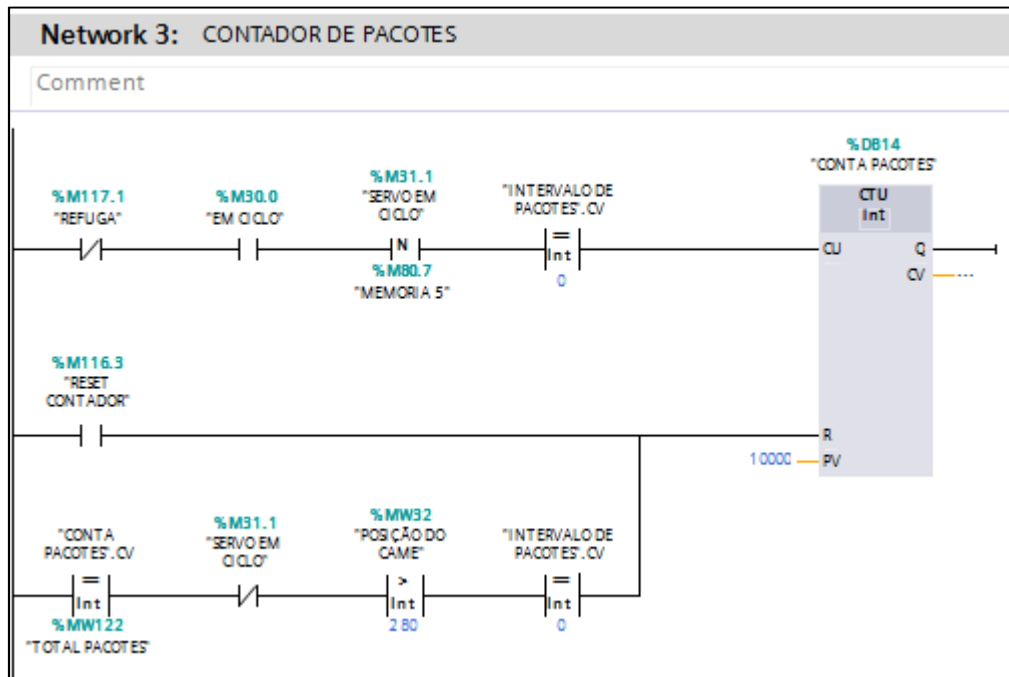 Network 3: CONTADOR DE PACOTES
Comment
%DB14
"CONTA PACOTES"
CTU
Int
%M117.1
"REFUGA"
%M30.0
"EM CICLO"
%M31.1
"SERVO EM
CICLO"
N
%M80.7
"MEMORIA 5"
"INTERVALO DE
PACOTES".CV
=
Int
0
CU
Q
CV
---
%M116.3
"RESET
CONTADOR"
R
10000
PV
"CONTA
PACOTES".CV
=
Int
%MW122
"TOTAL PACOTES"
%M31.1
"SERVO EM
CICLO"
%MW32
"POSIÇÃO DO
CAME"
>
Int
280
"INTERVALO DE
PACOTES".CV
=
Int
0